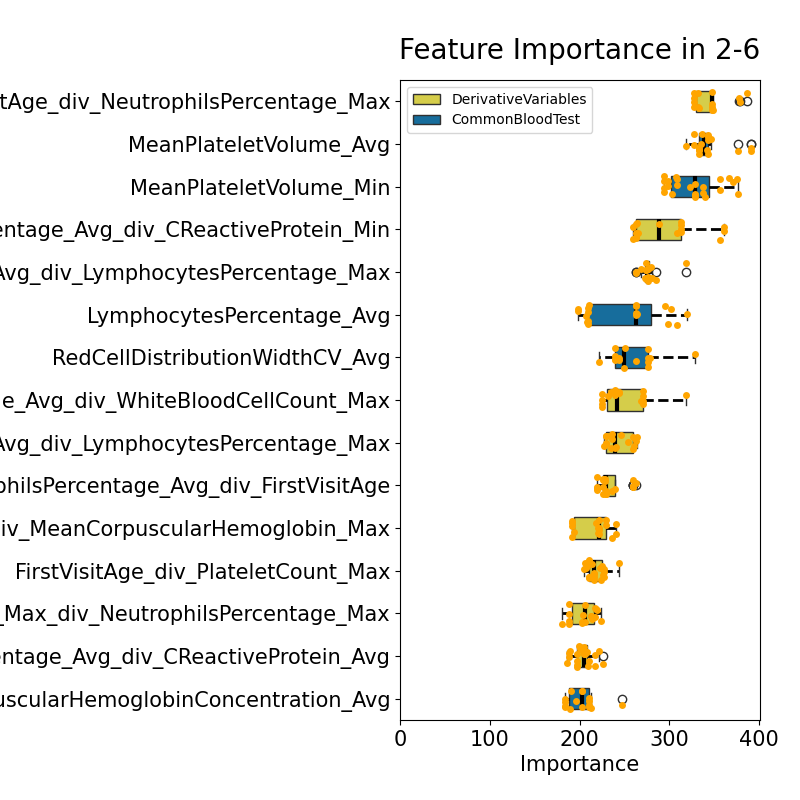 Feature Importance in 2-6
DerivativeVariables
CommonBloodTest
tAge_div_NeutrophilsPercentage_Max
MeanPlateletVolume_Avg
MeanPlateletVolume_Min
entage_Avg_div_CReactiveProtein_Min
Avg_div_LymphocytesPercentage_Max
LymphocytesPercentage_Avg
RedCellDistributionWidthCV_Avg
e_Avg_div_WhiteBloodCellCount_Max
Avg_div_LymphocytesPercentage_Max
philsPercentage_Avg_div_FirstVisitAge
iv_MeanCorpuscularHemoglobin_Max
FirstVisitAge_div_PlateletCount_Max
_Max_div_NeutrophilsPercentage_Max
entage_Avg_div_CReactiveProtein_Avg
uscularHemoglobinConcentration_Avg
0 100 200 300 400
Importance